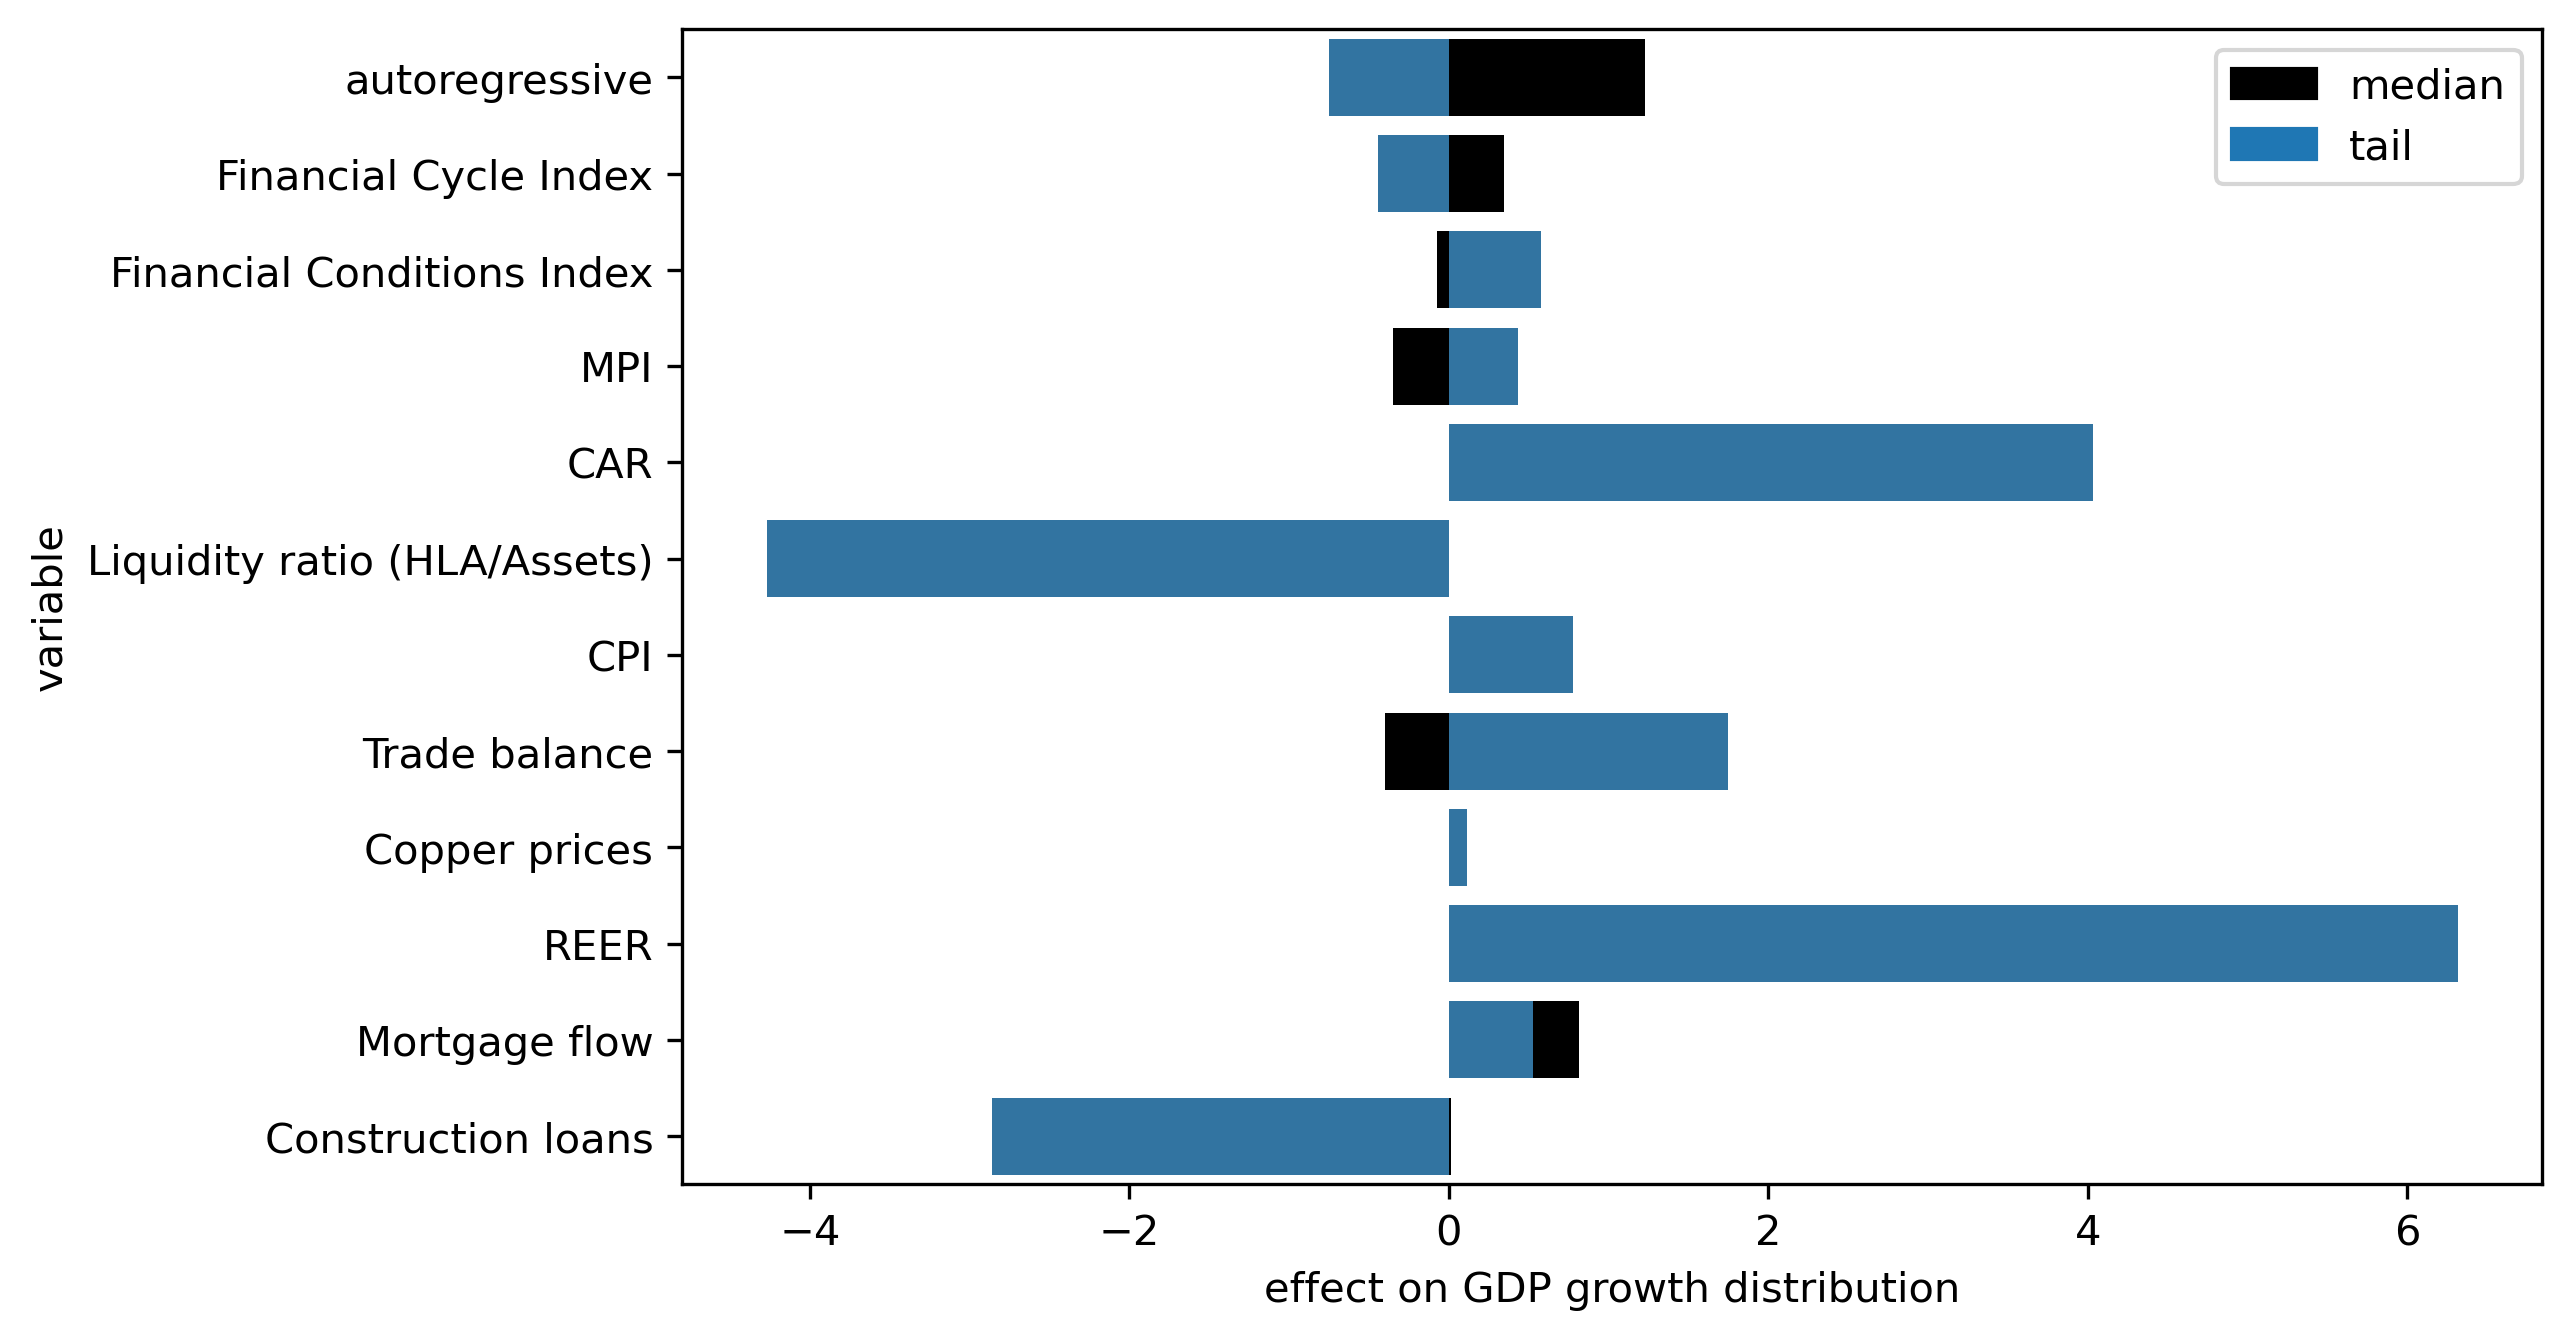 autoregressive
Financial Cycle Index
Financial Conditions Index
MPI
CAR
Liquidity ratio (HLA/Assets)
CPI
Trade balance
Copper prices
REER
Mortgage flow
Construction loans
variable
median
tail
−4 −2 0 2 4 6
effect on GDP growth distribution